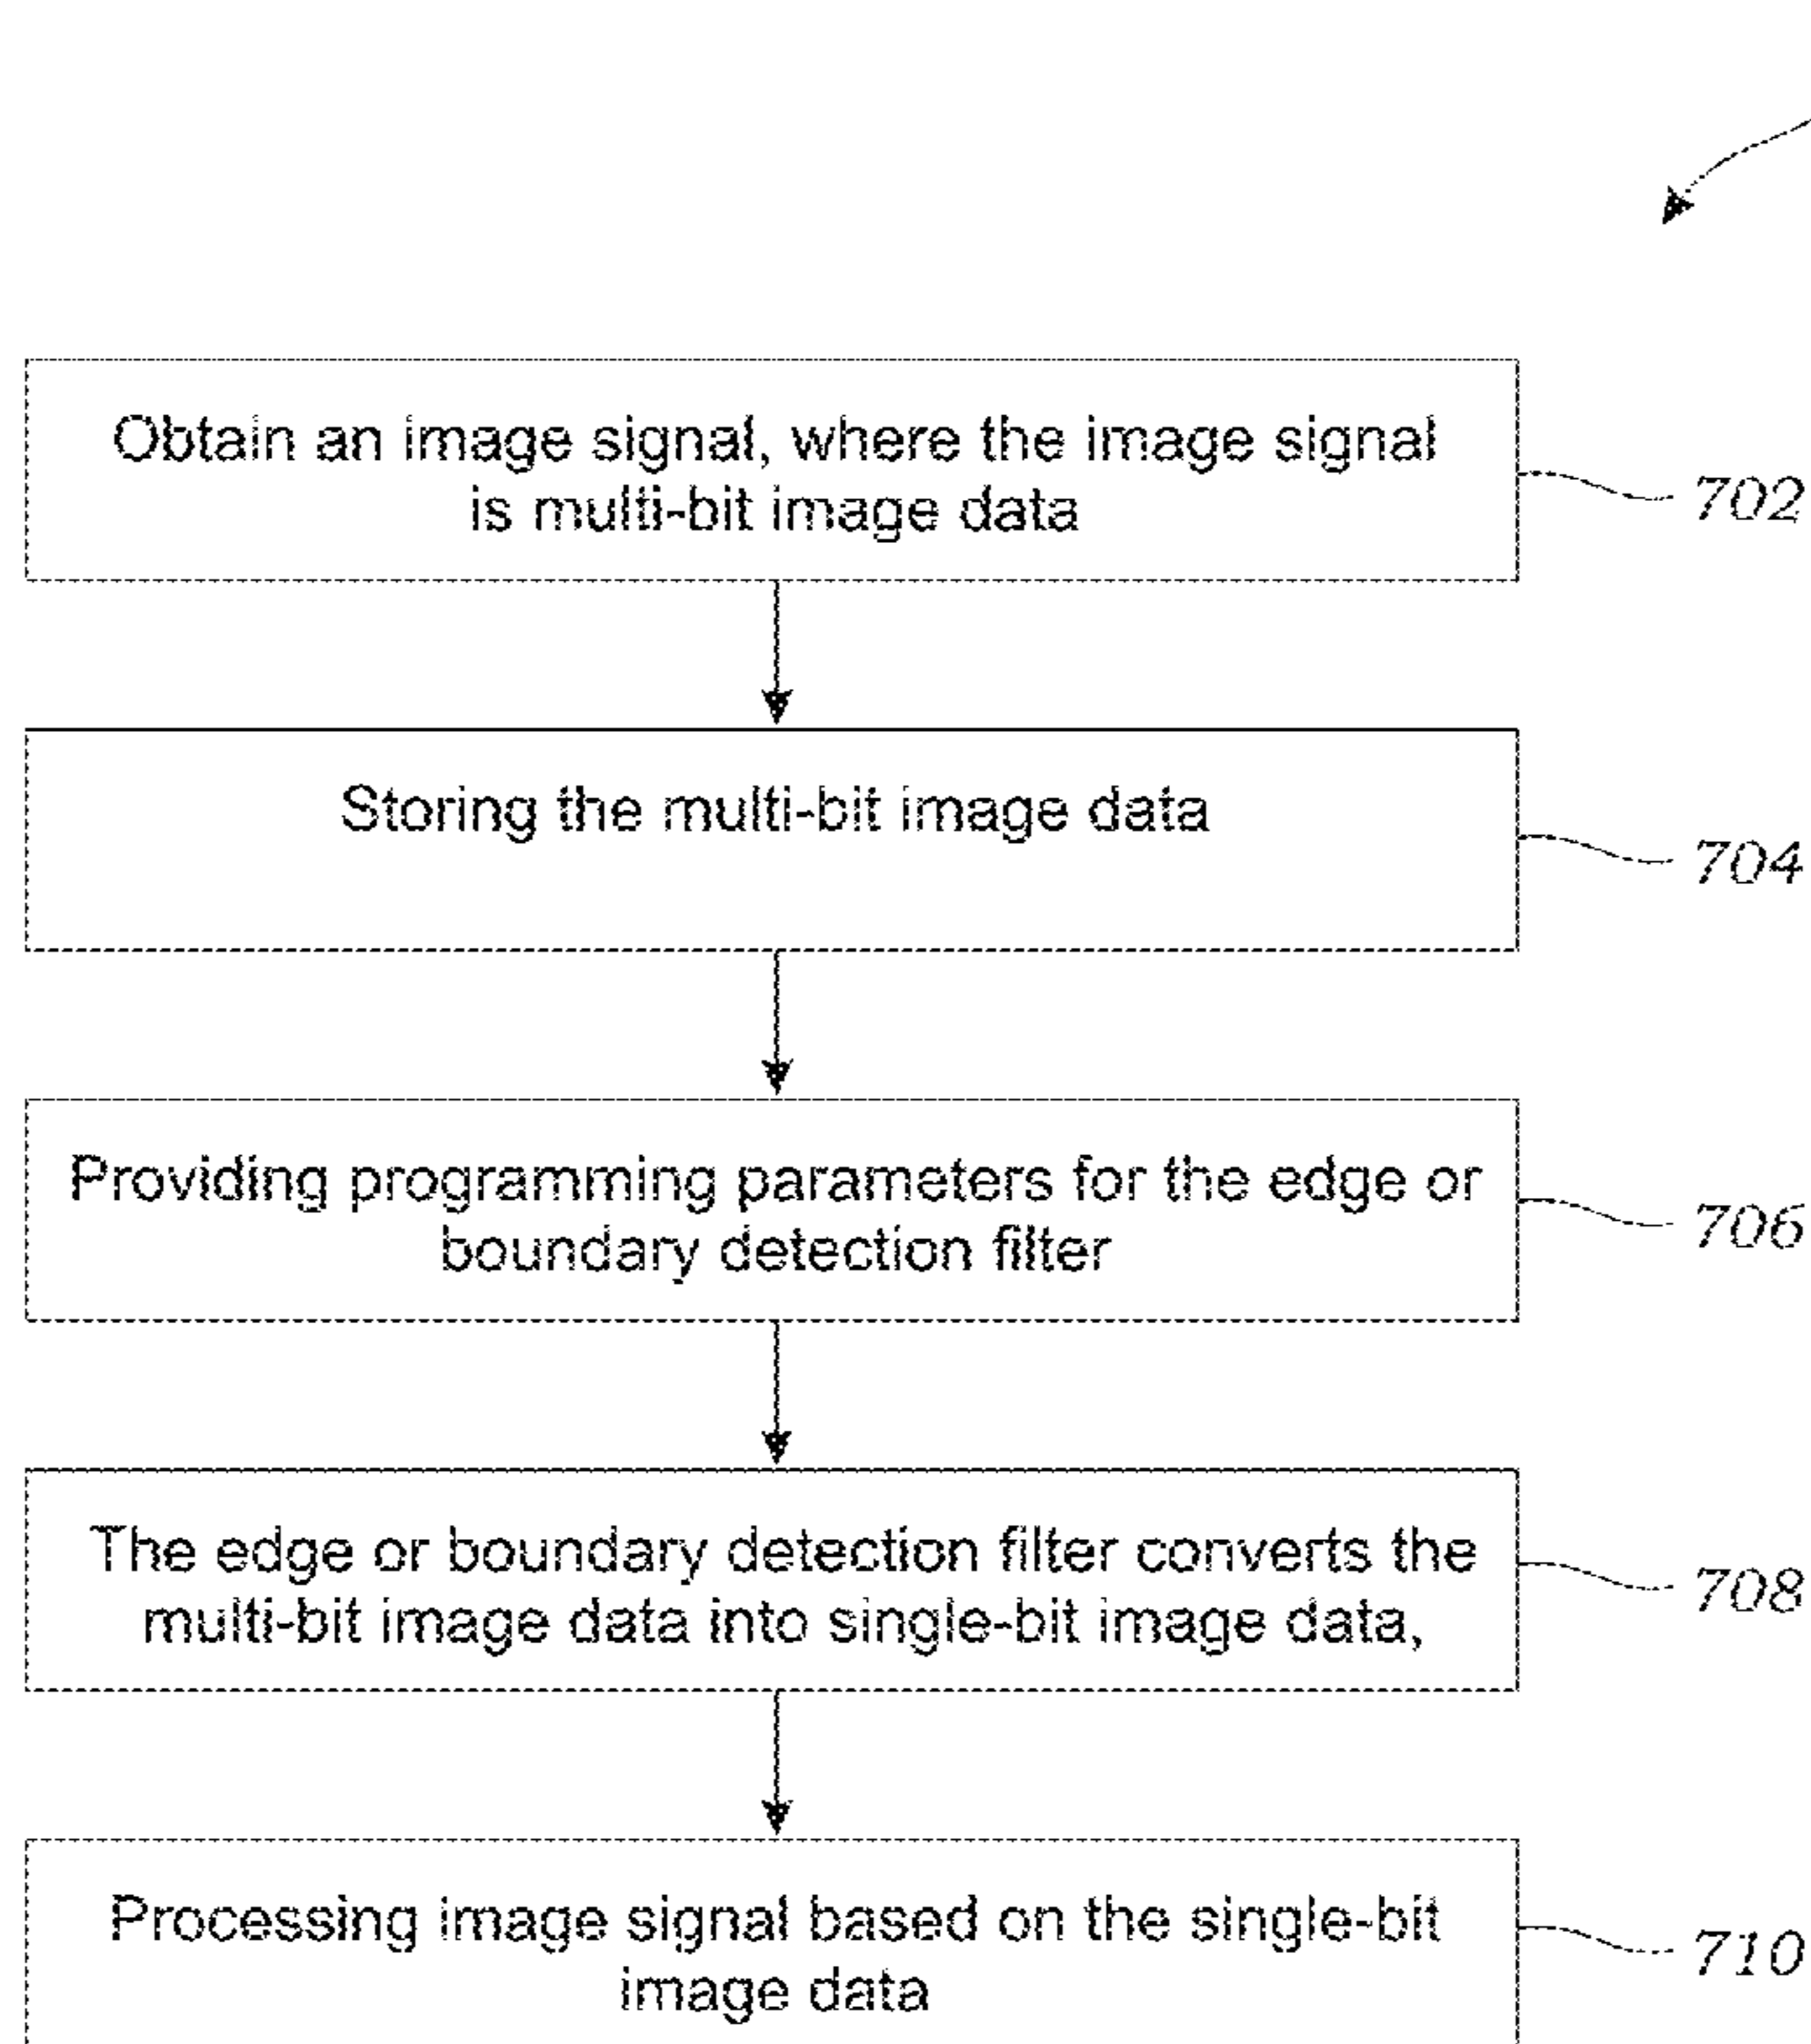 Obtain an image signal, where the image signal
is multi-bit image data
702
Storing the multi-bit image data
704
Providing programming parameters for the edge or
boundary detection filter
706
The edge or boundary detection filter converts the
multi-bit image data into single-bit image data,
708
Processing image signal based on the single-bit
image data
710